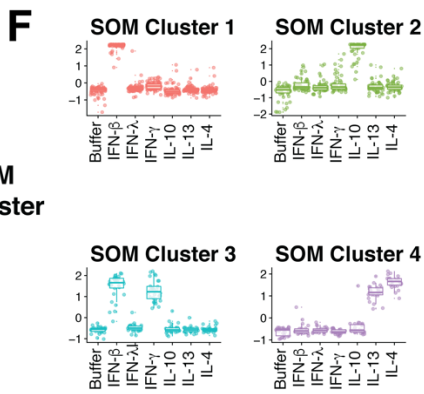 F
SOM Cluster 1
2
1
0
−1
Buffer
IFN-β
IFN-λ
IFN-γ
IL-10
IL-13
IL-4
SOM Cluster 2
2
1
0
−1
−2
Buffer
IFN-β
IFN-λ
IFN-γ
IL-10
IL-13
IL-4
M
ster
SOM Cluster 3
2
1
0
−1
Buffer
IFN-β
IFN-λ
IFN-γ
IL-10
IL-13
IL-4
SOM Cluster 4
2
1
0
−1
Buffer
IFN-β
IFN-λ
IFN-γ
IL-10
IL-13
IL-4